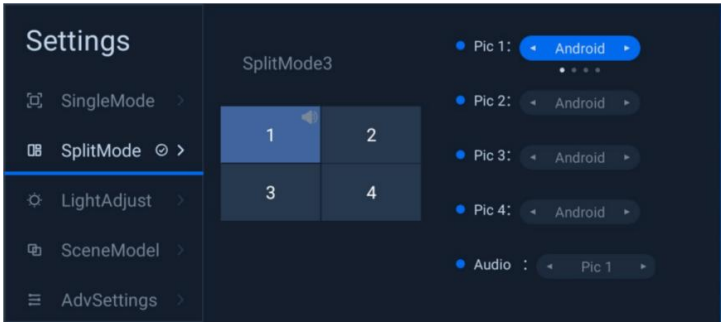 Settings
SingleMode
SplitMode
LightAdjust
SceneModel
AdvSettings
SplitMode3
1 2
3 4
Pic 1: Android
Pic 2: Android
Pic 3: Android
Pic 4: Android
Audio : Pic 1